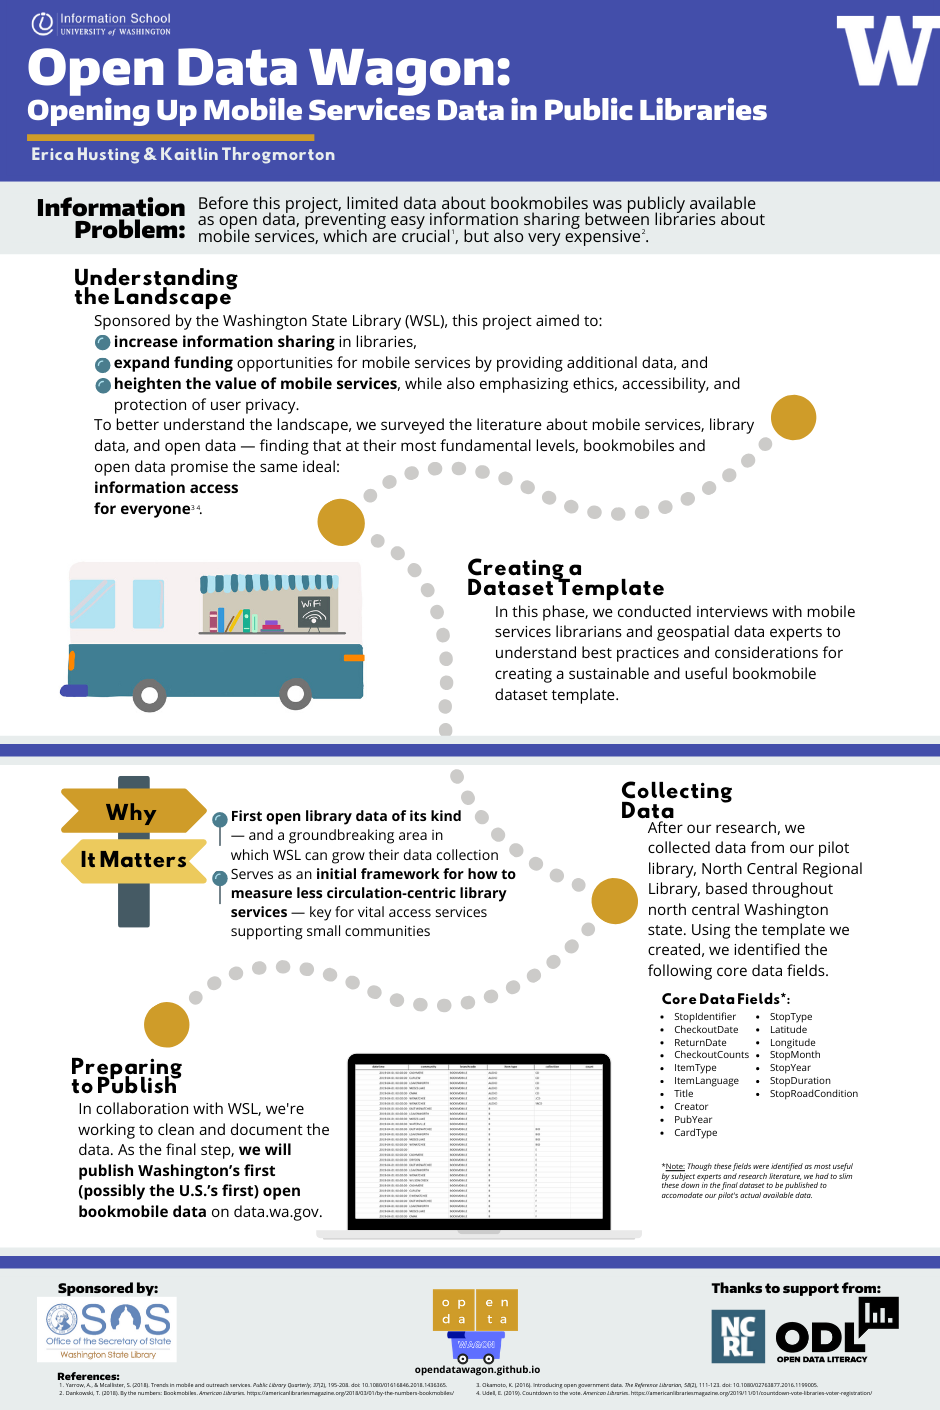 Information School
UNIVERSITY of WASHINGTON
W
Open Data Wagon:
Opening Up Mobile Services Data in Public Libraries
Erica Husting & Kaitlin Throgmorton
Information
Problem:
Before this project, limited data about bookmobiles was publicly available
as open data, preventing easy information sharing between libraries about
mobile services, which are crucial1, but also very expensive2.
Understanding
the Landscape
Sponsored by the Washington State Library (WSL), this project aimed to:
increase information sharing in libraries,
expand funding opportunities for mobile services by providing additional data, and
heighten the value of mobile services, while also emphasizing ethics, accessibility, and
protection of user privacy.
To better understand the landscape, we surveyed the literature about mobile services, library
data, and open data — finding that at their most fundamental levels, bookmobiles and
open data promise the same ideal:
information access
for everyone3 4.
WiFi
Creating a
Dataset Template
In this phase, we conducted interviews with mobile
services librarians and geospatial data experts to
understand best practices and considerations for
creating a sustainable and useful bookmobile
dataset template.
Why
It Matters
First open library data of its kind
— and a groundbreaking area in
which WSL can grow their data collection
Serves as an initial framework for how to
measure less circulation-centric library
services — key for vital access services
supporting small communities
Collecting
Data
After our research, we
collected data from our pilot
library, North Central Regional
Library, based throughout
north central Washington
state. Using the template we
created, we identified the
following core data fields.
Core Data Fields*:
• StopIdentifier
• CheckoutDate
• ReturnDate
• CheckoutCounts
• ItemType
• ItemLanguage
• Title
• Creator
• PubYear
• CardType
• StopType
• Latitude
• Longitude
• StopMonth
• StopYear
• StopDuration
• StopRoadCondition
*Note: Though these fields were identified as most useful
by subject experts and research literature, we had to slim
these down in the final dataset to be published to
accomodate our pilot's actual available data.
Preparing
to Publish
In collaboration with WSL, we're
working to clean and document the
data. As the final step, we will
publish Washington's first
(possibly the U.S.'s first) open
bookmobile data on data.wa.gov.
Sponsored by:
SOS
Office of the Secretary of State
Washington State Library
open
data
WAGON
opendatawagon.github.io
Thanks to support from:
NC
RL
ODL
OPEN DATA LITERACY
References:
1. Yarrow, A., & Mcallister, S. (2018). Trends in mobile and outreach services. Public Library Quarterly, 37(2), 195-208. doi: 10.1080/01616846.2018.1436365.
2. Dankowski, T. (2018). By the numbers: Bookmobiles. American Libraries. https://americanlibrariesmagazine.org/2018/03/01/by-the-numbers-bookmobiles/
3. Okamoto, K. (2016). Introducing open government data. The Reference Librarian, 58(2), 111-123. doi: 10.1080/02763877.2016.1199005.
4. Udell, E. (2019). Countdown to the vote. American Libraries. https://americanlibrariesmagazine.org/2019/11/01/countdown-vote-libraries-voter-registration/